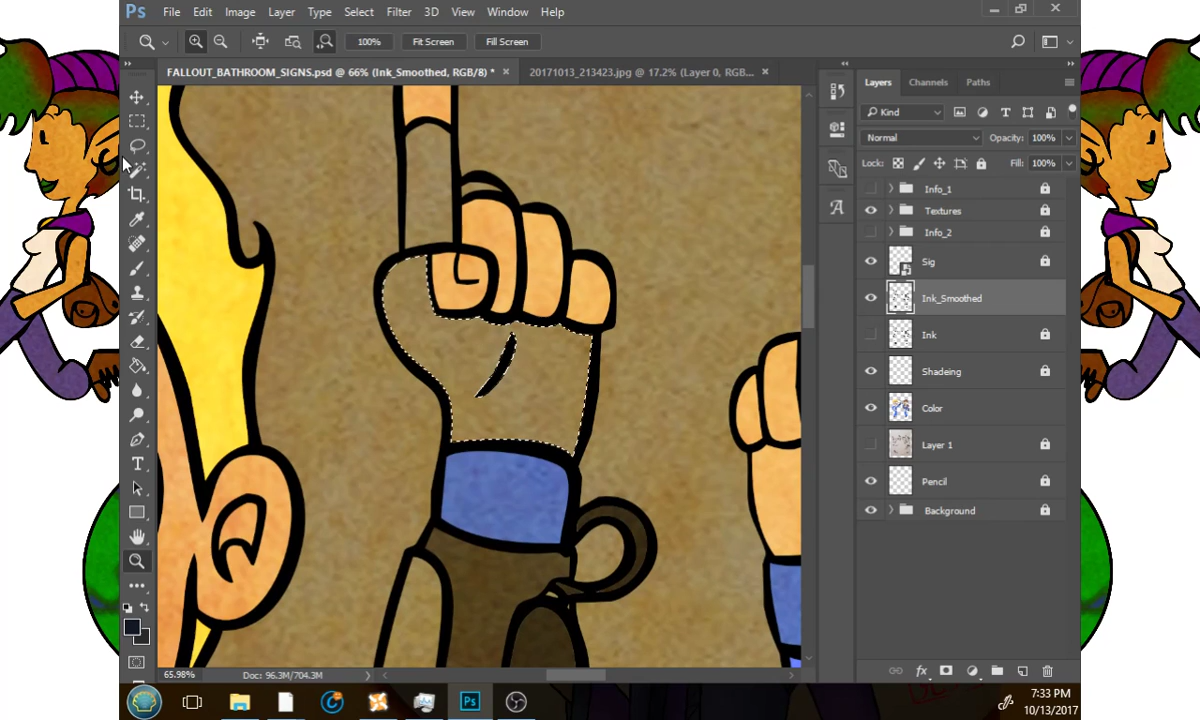 Ps File Edit Image Layer Type Select Filter 3D View Window Help
100% Fit Screen Fill Screen
FALLOUT_BATHROOM_SIGNS.psd @ 66% (Ink_Smoothed, RGB/8) * × 20171013_213423.jpg @ 17.2% (Layer 0, RGB... ×
Layers Channels Paths
Kind
Normal Opacity: 100%
Lock: Fill: 100%
Info_1
Textures
Info_2
Sig
Ink_Smoothed
Ink
Shadeing
Color
Layer 1
Pencil
Background
65.98% Doc: 96.3M/704.3M
Ps
7:33 PM
10/13/2017